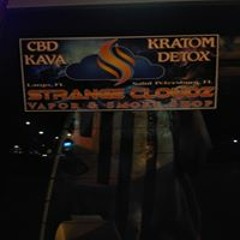 CBD KRATOM
KAVA DETOX
Largo, FL Saint Petersburg, FL
STRANGE CLOUDZ
VAPOR & SMOKE SHOP